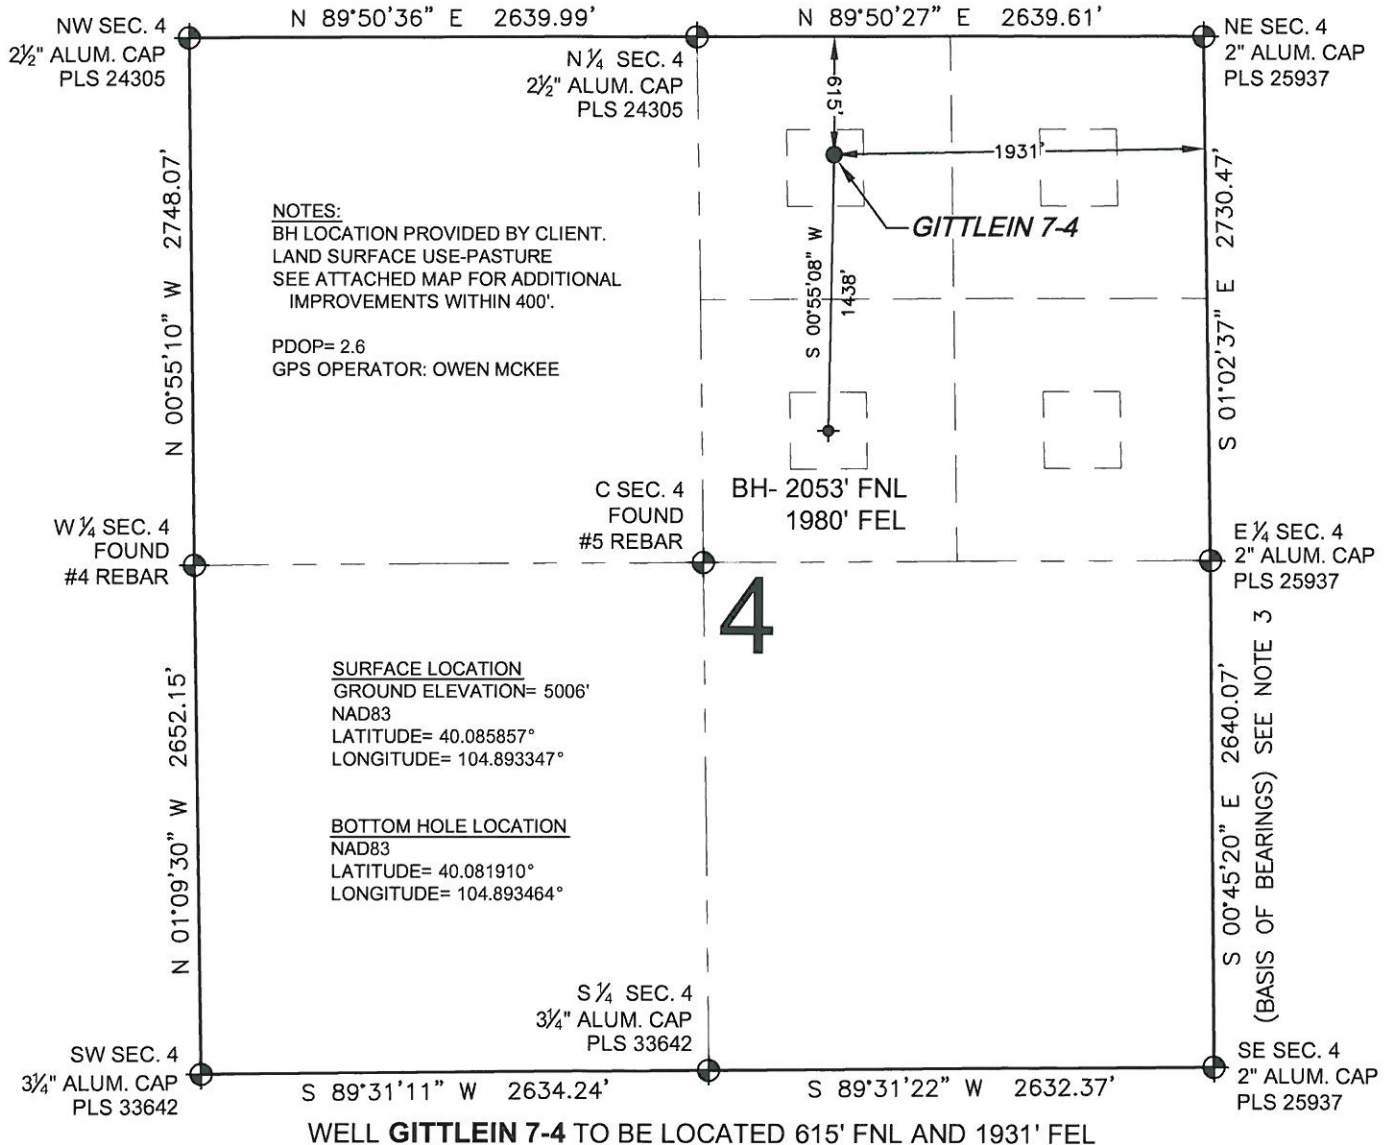 N 89°50'36" E 2639.99'
N 89°50'27" E 2639.61'
NW SEC. 4
2½" ALUM. CAP
PLS 24305
N ¼ SEC. 4
2½" ALUM. CAP
PLS 24305
NE SEC. 4
2" ALUM. CAP
PLS 25937
615'
1931'
GITTLEIN 7-4
S 00°55'08" W
1438'
N 00°55'10" W 2748.07'
S 01°02'37" E 2730.47'
NOTES:
BH LOCATION PROVIDED BY CLIENT.
LAND SURFACE USE-PASTURE
SEE ATTACHED MAP FOR ADDITIONAL
IMPROVEMENTS WITHIN 400'.
PDOP= 2.6
GPS OPERATOR: OWEN MCKEE
BH- 2053' FNL
1980' FEL
W ¼ SEC. 4
FOUND
#4 REBAR
C SEC. 4
FOUND
#5 REBAR
E ¼ SEC. 4
2" ALUM. CAP
PLS 25937
4
SURFACE LOCATION
GROUND ELEVATION= 5006'
NAD83
LATITUDE= 40.085857°
LONGITUDE= 104.893347°
BOTTOM HOLE LOCATION
NAD83
LATITUDE= 40.081910°
LONGITUDE= 104.893464°
N 01°09'30" W 2652.15'
S 00°45'20" E 2640.07'
(BASIS OF BEARINGS) SEE NOTE 3
SW SEC. 4
3¼" ALUM. CAP
PLS 33642
S ¼ SEC. 4
3¼" ALUM. CAP
PLS 33642
SE SEC. 4
2" ALUM. CAP
PLS 25937
S 89°31'11" W 2634.24'
S 89°31'22" W 2632.37'
WELL GITTLEIN 7-4 TO BE LOCATED 615' FNL AND 1931' FEL